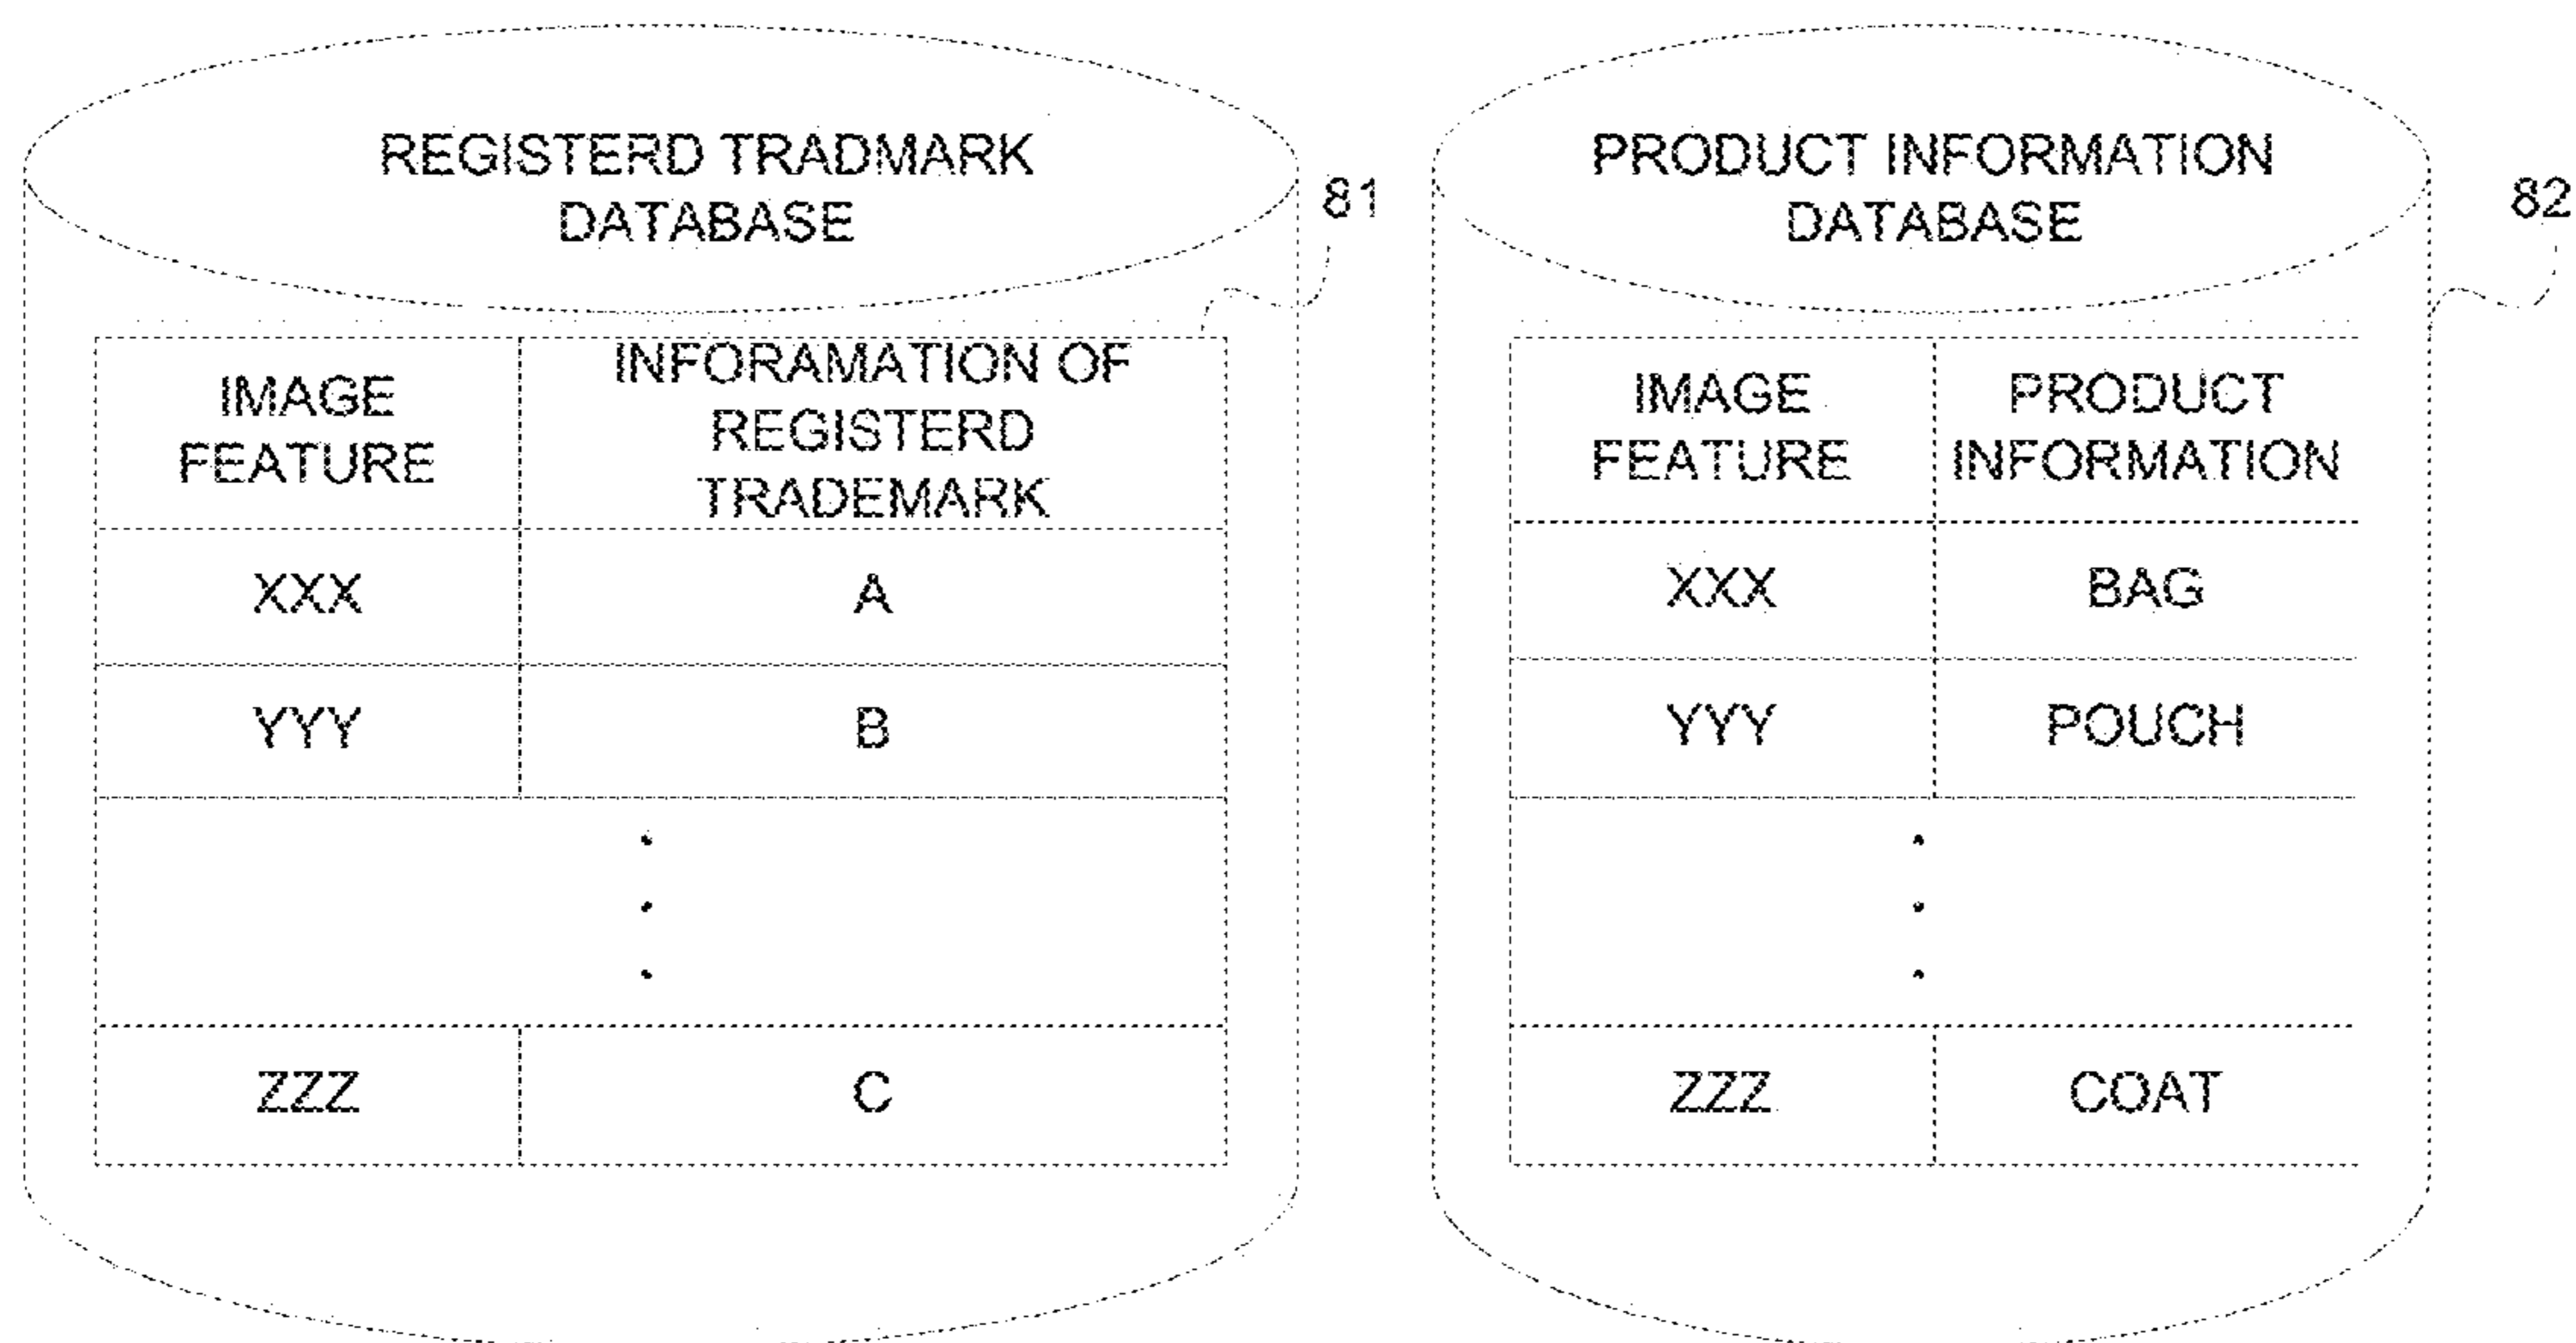 REGISTERD TRADMARK
DATABASE
81
IMAGE
FEATURE
INFORAMATION OF
REGISTERD
TRADEMARK
XXX
A
YYY
B
ZZZ
C
PRODUCT INFORMATION
DATABASE
82
IMAGE
FEATURE
PRODUCT
INFORMATION
XXX
BAG
YYY
POUCH
ZZZ
COAT